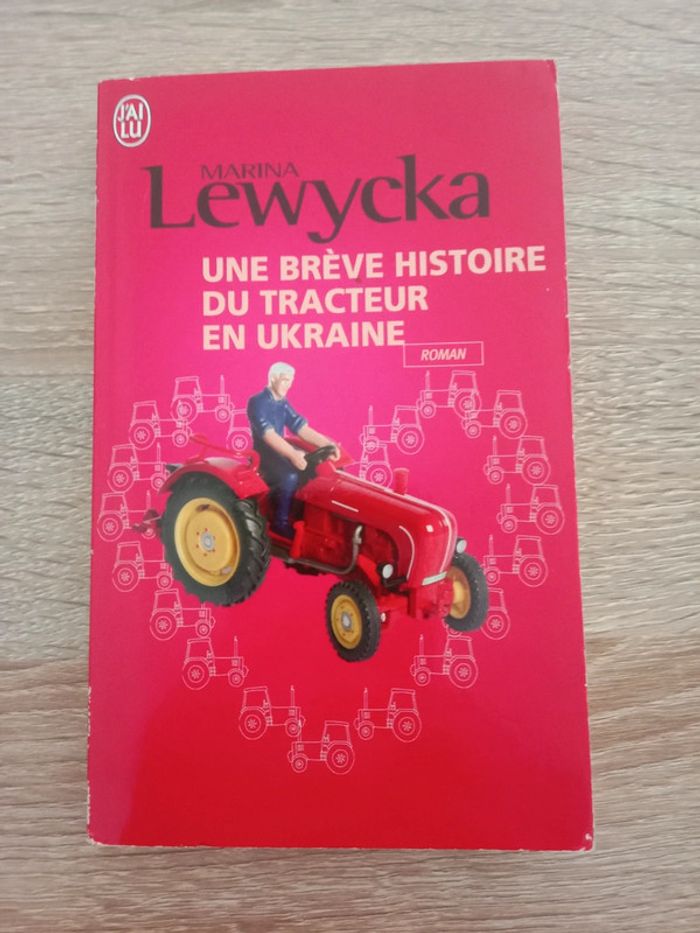 J'AI
LU
MARINA
Lewycka
UNE BRÈVE HISTOIRE
DU TRACTEUR
EN UKRAINE
ROMAN